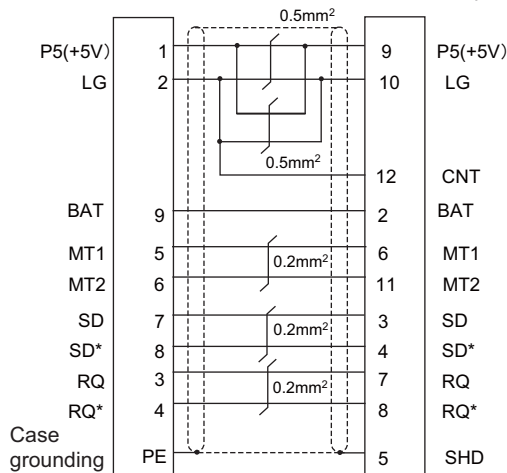 0.5mm²
P5(+5V) 1 9 P5(+5V)
LG 2 10 LG
0.5mm²
12 CNT
BAT 9 2 BAT
MT1 5 6 MT1
0.2mm²
MT2 6 11 MT2
SD 7 3 SD
0.2mm²
SD* 8 4 SD*
RQ 3 7 RQ
0.2mm²
RQ* 4 8 RQ*
Case
grounding PE 5 SHD